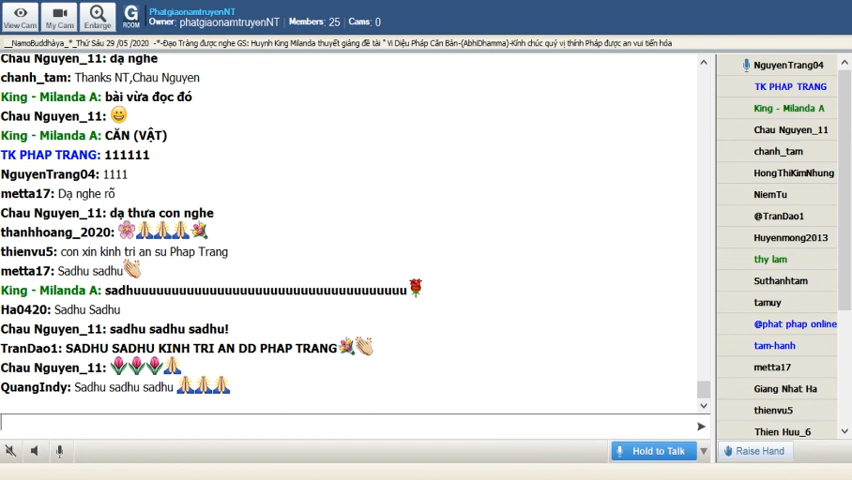 View Cam
My Cam
Enlarge
G
ROOM
PhatgiaonamtruyenNT
Owner: phatgiaonamtruyenNT Members: 25 Cams: 0
__NamoBuddhàya_*_Thứ Sáu 29 /05 /2020 -*-Đạo Tràng được nghe GS: Huynh King Milanda thuyết giảng đề tài " Vi Diệu Pháp Căn Bản-(AbhiDhamma)-Kính chúc quý vị thính Pháp được an vui tiến hóa
Chau Nguyen_11: dạ nghe
chanh_tam: Thanks NT,Chau Nguyen
King - Milanda A: bài vừa đọc đó
Chau Nguyen_11: 😀
King - Milanda A: CĂN (VẬT)
TK PHAP TRANG: 111111
NguyenTrang04: 1111
metta17: Dạ nghe rõ
Chau Nguyen_11: dạ thưa con nghe
thanhhoang_2020: 🌸🙏🙏🙏💐
thienvu5: con xin kinh tri an su Phap Trang
metta17: Sadhu sadhu👏
King - Milanda A: sadhuuuuuuuuuuuuuuuuuuuuuuuuuuuuuuuuuuuu🌹
Ha0420: Sadhu Sadhu
Chau Nguyen_11: sadhu sadhu sadhu!
TranDao1: SADHU SADHU KINH TRI AN DD PHAP TRANG💐👏
Chau Nguyen_11: 🌷🌷🌷🙏
QuangIndy: Sadhu sadhu sadhu 🙏🙏🙏
Hold to Talk
NguyenTrang04
TK PHAP TRANG
King - Milanda A
Chau Nguyen_11
chanh_tam
HongThiKimNhung
NiemTu
@TranDao1
Huyenmong2013
thy lam
Suthanhtam
tamuy
@phat phap online
tam-hanh
metta17
Giang Nhat Ha
thienvu5
Thien Huu_6
Raise Hand